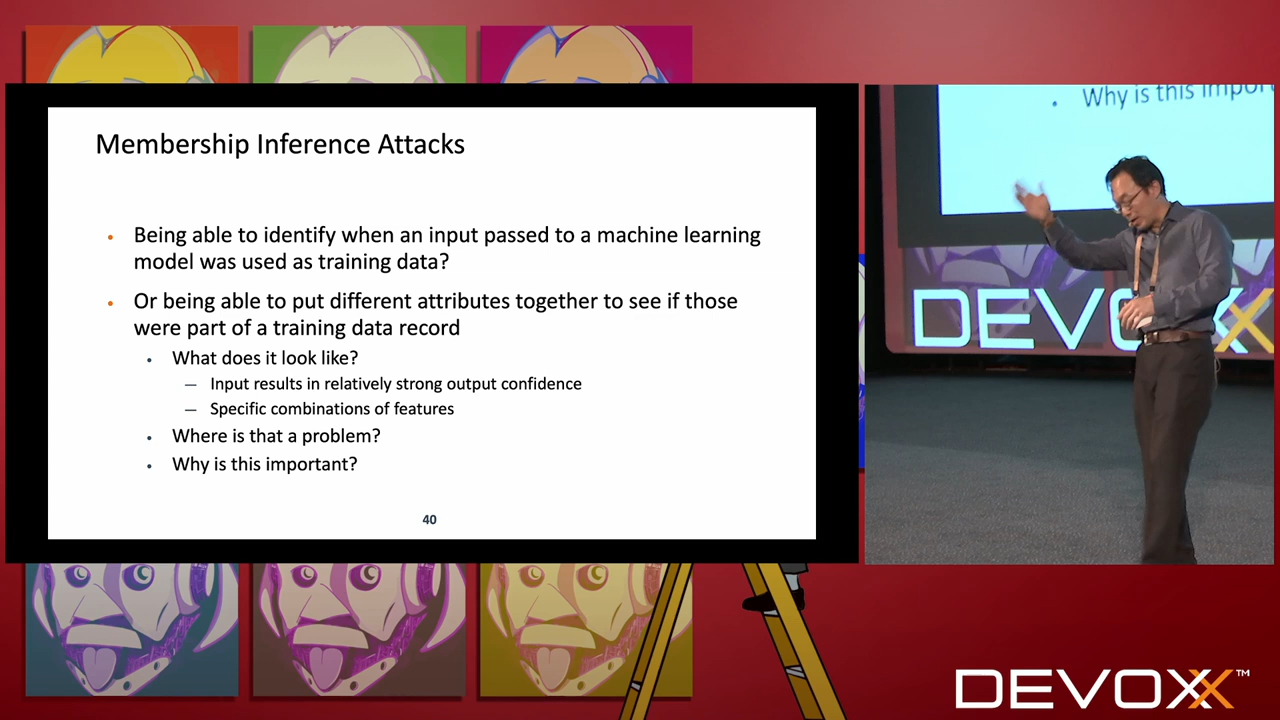 Membership Inference Attacks
• Being able to identify when an input passed to a machine learning
model was used as training data?
• Or being able to put different attributes together to see if those
were part of a training data record
• What does it look like?
— Input results in relatively strong output confidence
— Specific combinations of features
• Where is that a problem?
• Why is this important?
40
• Why is this impor
DEVOXX
DEVOXX™